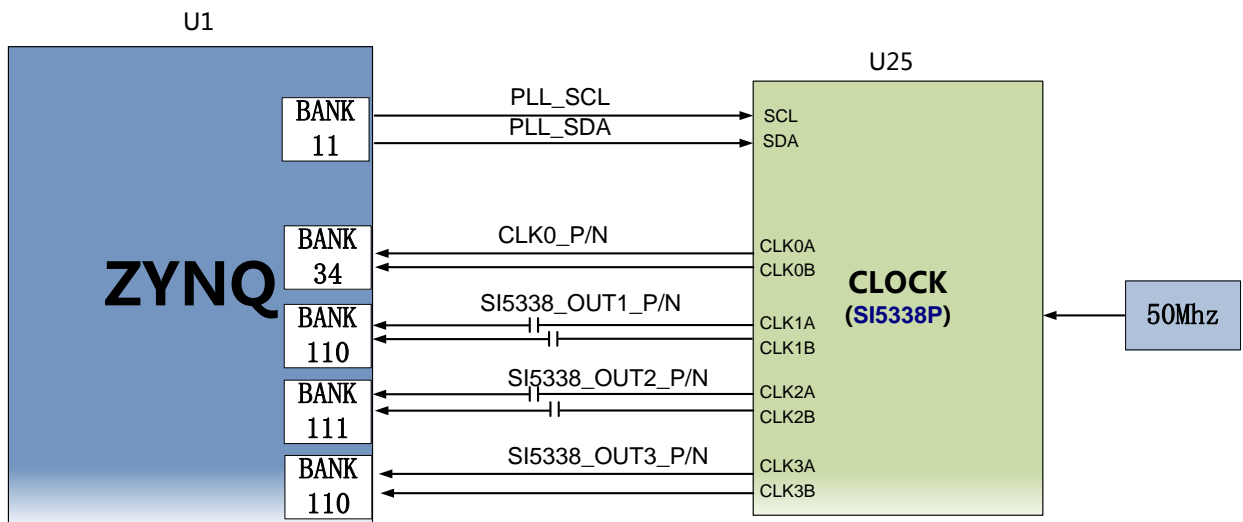 U1
U25
BANK
11
PLL_SCL
PLL_SDA
SCL
SDA
BANK
34
CLK0_P/N
CLK0A
CLK0B
ZYNQ
CLOCK
(SI5338P)
50Mhz
BANK
110
SI5338_OUT1_P/N
CLK1A
CLK1B
BANK
111
SI5338_OUT2_P/N
CLK2A
CLK2B
BANK
110
SI5338_OUT3_P/N
CLK3A
CLK3B